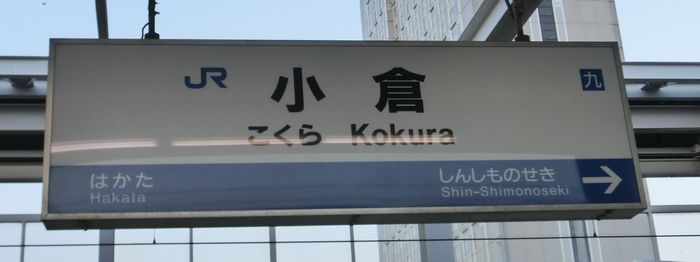 JR 小倉 九
こくら Kokura
はかた しんしものせき →
Hakata Shin-Shimonoseki